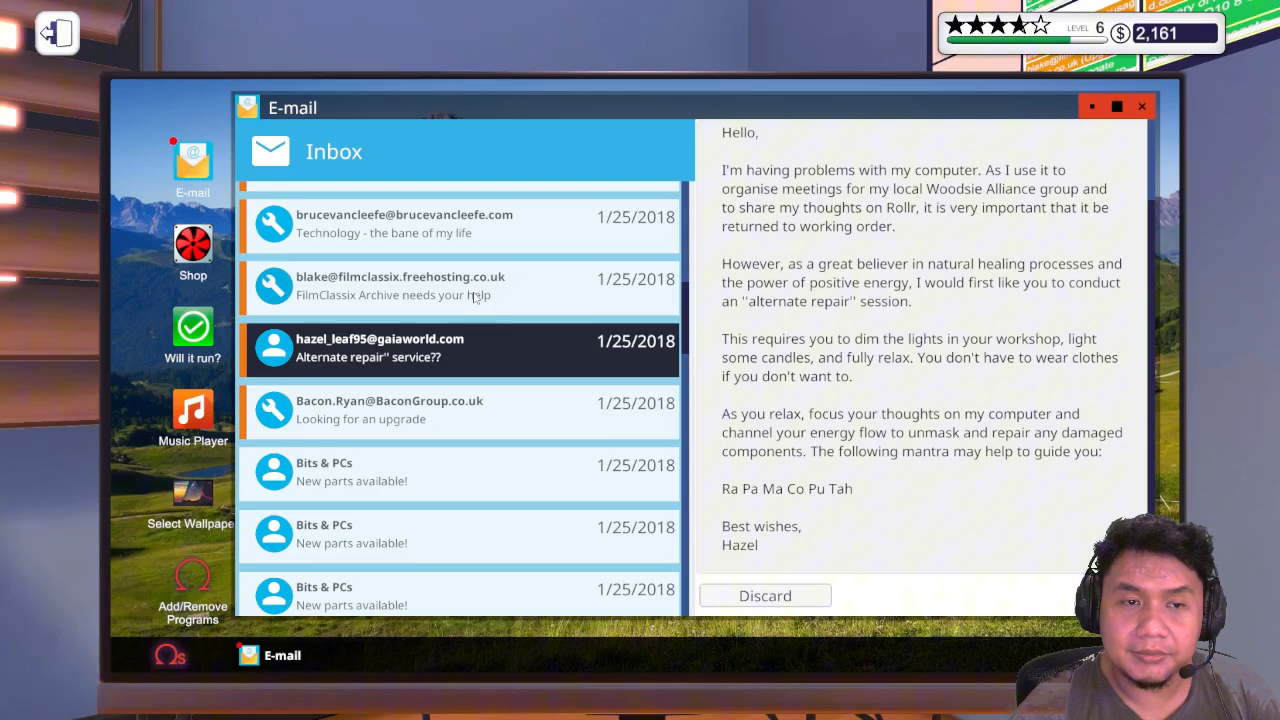 LEVEL 6
$ 2,161
E-mail
Inbox
E-mail
Shop
Will it run?
Music Player
Select Wallpape
Add/Remove
Programs
brucevancleefe@brucevancleefe.com 1/25/2018
Technology - the bane of my life
blake@filmclassix.freehosting.co.uk 1/25/2018
FilmClassix Archive needs your help
hazel_leaf95@gaiaworld.com 1/25/2018
Alternate repair" service??
Bacon.Ryan@BaconGroup.co.uk 1/25/2018
Looking for an upgrade
Bits & PCs 1/25/2018
New parts available!
Bits & PCs 1/25/2018
New parts available!
Bits & PCs 1/25/2018
New parts available!
Hello,
I'm having problems with my computer. As I use it to
organise meetings for my local Woodsie Alliance group and
to share my thoughts on Rollr, it is very important that it be
returned to working order.
However, as a great believer in natural healing processes and
the power of positive energy, I would first like you to conduct
an "alternate repair" session.
This requires you to dim the lights in your workshop, light
some candles, and fully relax. You don't have to wear clothes
if you don't want to.
As you relax, focus your thoughts on my computer and
channel your energy flow to unmask and repair any damaged
components. The following mantra may help to guide you:
Ra Pa Ma Co Pu Tah
Best wishes,
Hazel
Discard
Ωs
E-mail